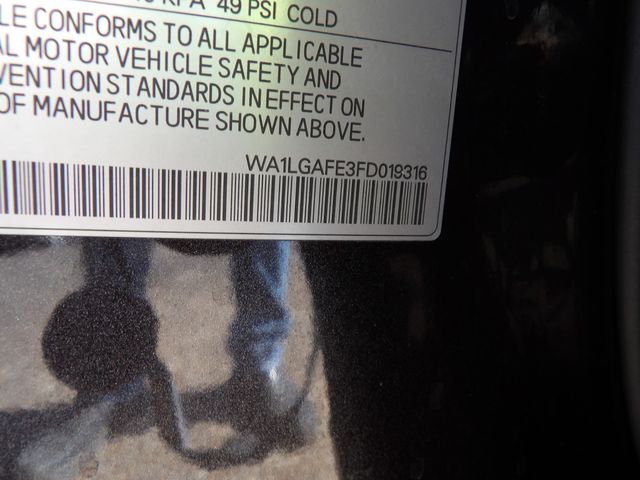 KPA 49 PSI COLD
LE CONFORMS TO ALL APPLICABLE
AL MOTOR VEHICLE SAFETY AND
VENTION STANDARDS IN EFFECT ON
OF MANUFACTURE SHOWN ABOVE.
WA1LGAFE3FD019316